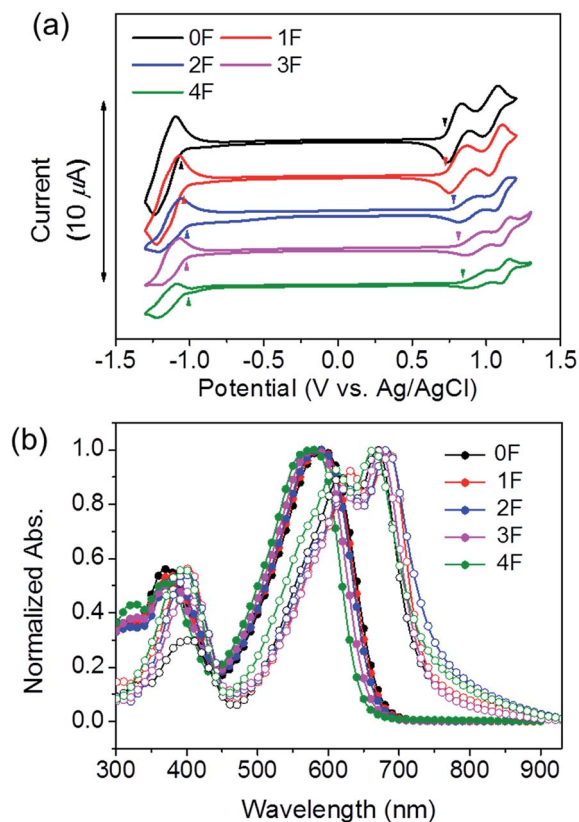 (a)
0F 1F
2F 3F
4F
Current
(10 μA)
-1.5 -1.0 -0.5 0.0 0.5 1.0 1.5
Potential (V vs. Ag/AgCl)
(b)
1.0
0.8
0.6
0.4
0.2
0.0
Normalized Abs.
0F
1F
2F
3F
4F
300 400 500 600 700 800 900
Wavelength (nm)